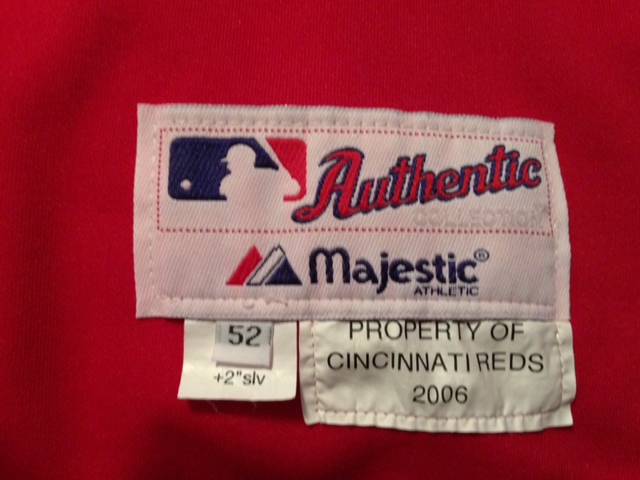 Authentic
COLLECTION
Majestic®
ATHLETIC
52
+2"slv
PROPERTY OF
CINCINNATI REDS
2006